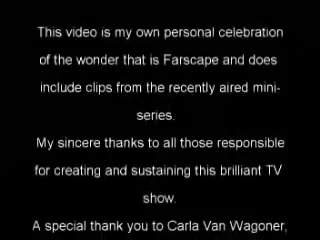 This video is my own personal celebration
of the wonder that is Farscape and does
include clips from the recently aired mini-
series.
My sincere thanks to all those responsible
for creating and sustaining this brilliant TV
show.
A special thank you to Carla Van Wagoner,